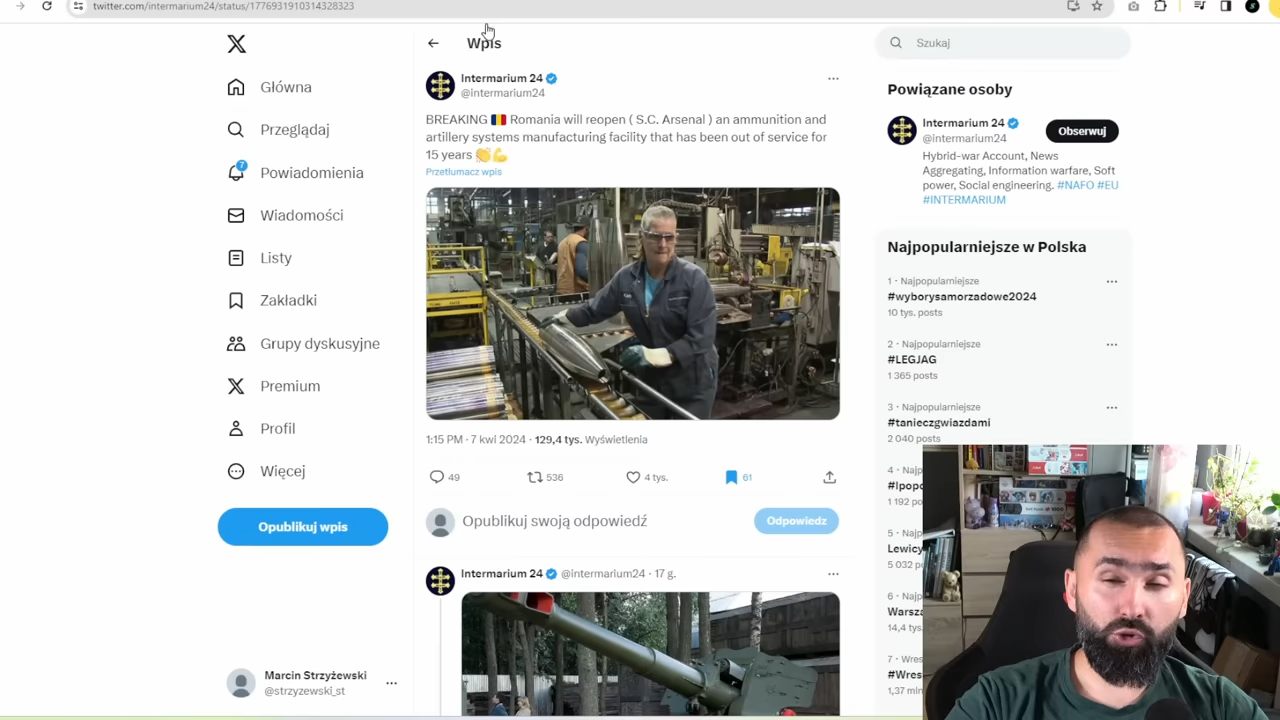 twitter.com/intermarium24/status/1776931910314328323
Główna
Przeglądaj
7
Powiadomienia
Wiadomości
Listy
Zakładki
Grupy dyskusyjne
Premium
Profil
Więcej
Opublikuj wpis
Marcin Strzyżewski
@strzyzewski_st
Wpis
Intermarium 24
@intermarium24
BREAKING 🇷🇴 Romania will reopen ( S.C. Arsenal ) an ammunition and
artillery systems manufacturing facility that has been out of service for
15 years 👏💪
Przetłumacz wpis
1:15 PM · 7 kwi 2024 · 129,4 tys. Wyświetlenia
49 536 4 tys. 61
Opublikuj swoją odpowiedź
Odpowiedz
Intermarium 24 @intermarium24 · 17 g.
Szukaj
Powiązane osoby
Intermarium 24
@intermarium24
Obserwuj
Hybrid-war Account, News
Aggregating, Information warfare, Soft
power, Social engineering. #NAFO #EU
#INTERMARIUM
Najpopularniejsze w Polska
1 · Najpopularniejsze
#wyborysamorzadowe2024
10 tys. posts
2 · Najpopularniejsze
#LEGJAG
1 365 posts
3 · Najpopularniejsze
#tanieczgwiazdami
2 040 posts
4 · Najp
#Ipopo
1 192 po
5 · Najp
Lewicy
5 032 po
6 · Najp
Warsza
14,4 tys.
7 · Wres
#Wres
1,37 mln